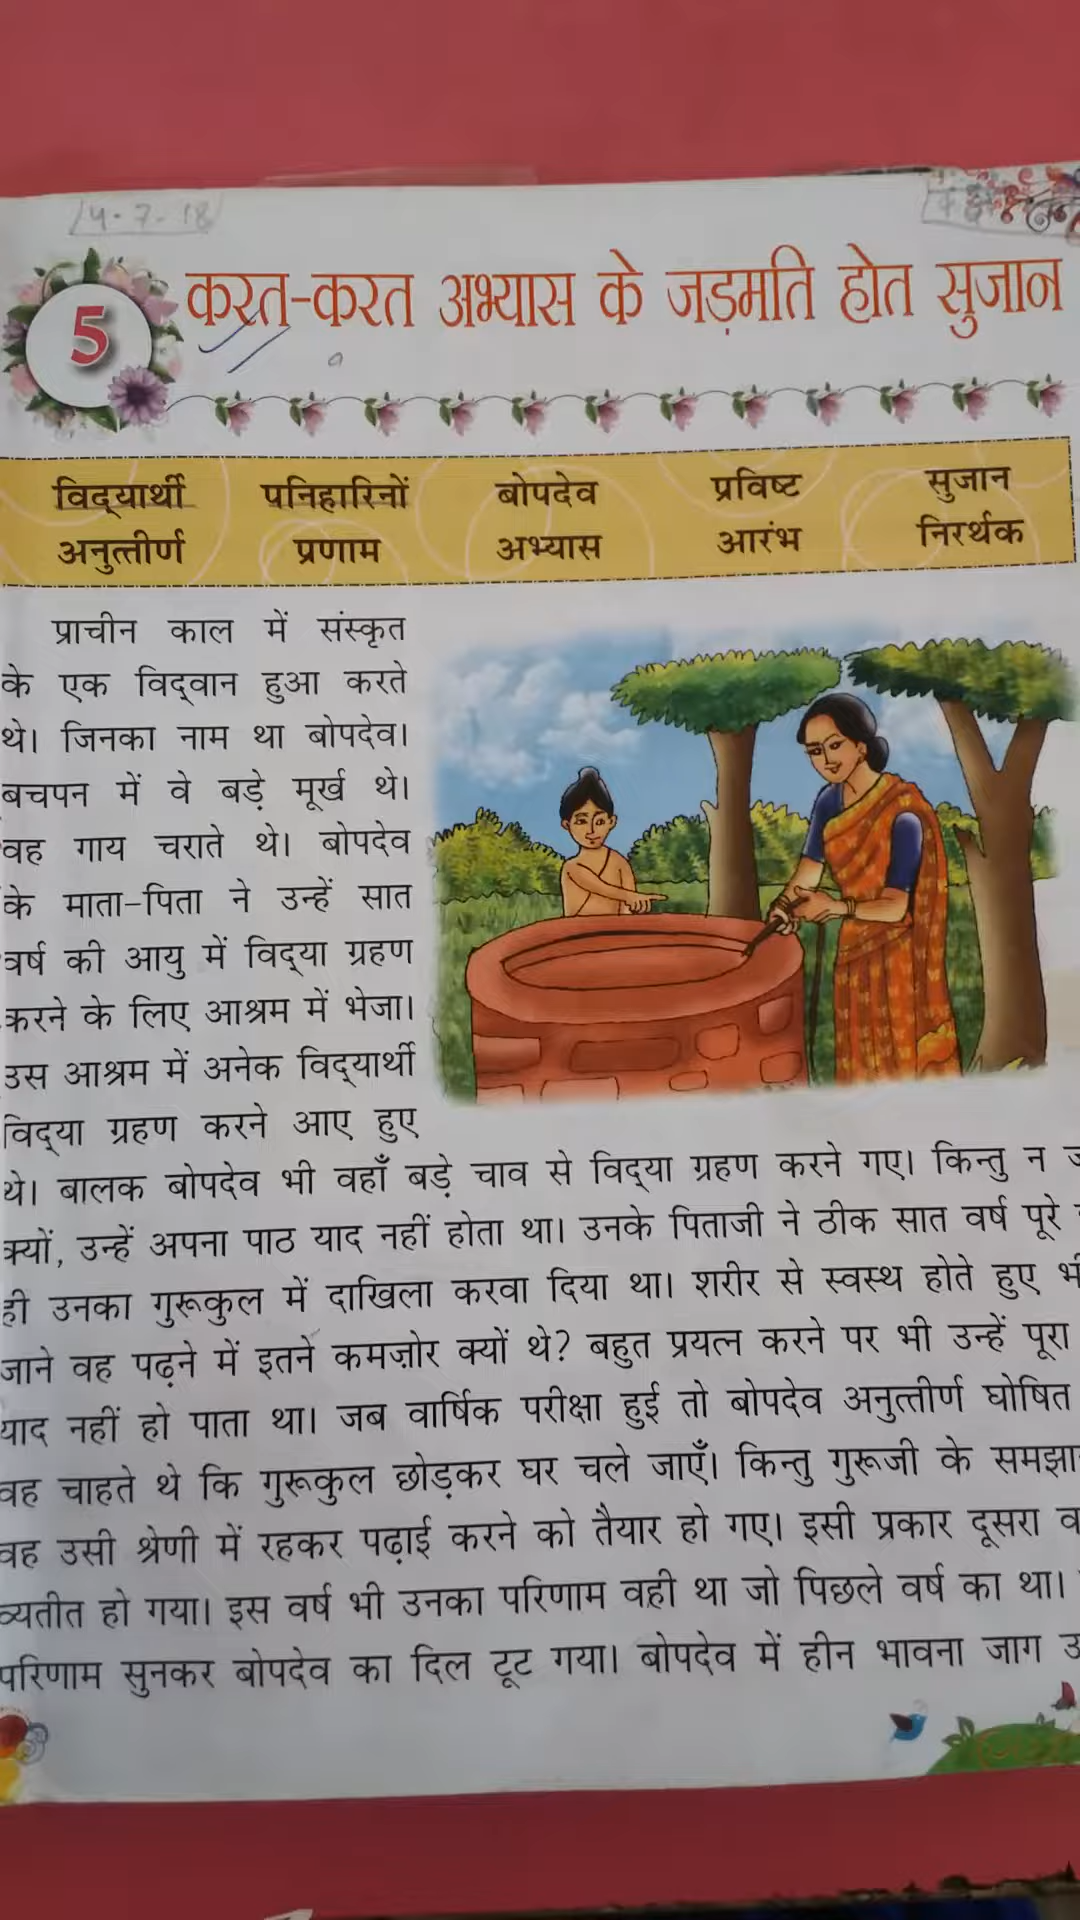 14.7.18
5
करत-करत अभ्यास के जड़मति होत सुजान
विद्यार्थी पनिहारिनों बोपदेव प्रविष्ट सुजान
अनुत्तीर्ण प्रणाम अभ्यास आरंभ निरर्थक
प्राचीन काल में संस्कृत
के एक विद्वान हुआ करते
थे। जिनका नाम था बोपदेव।
बचपन में वे बड़े मूर्ख थे।
वह गाय चराते थे। बोपदेव
के माता-पिता ने उन्हें सात
वर्ष की आयु में विद्या ग्रहण
करने के लिए आश्रम में भेजा।
उस आश्रम में अनेक विद्यार्थी
विद्या ग्रहण करने आए हुए
थे। बालक बोपदेव भी वहाँ बड़े चाव से विद्या ग्रहण करने गए। किन्तु न
क्यों, उन्हें अपना पाठ याद नहीं होता था। उनके पिताजी ने ठीक सात वर्ष पूरे
ही उनका गुरूकुल में दाखिला करवा दिया था। शरीर से स्वस्थ होते हुए
जाने वह पढ़ने में इतने कमज़ोर क्यों थे? बहुत प्रयत्न करने पर भी उन्हें पूरा
याद नहीं हो पाता था। जब वार्षिक परीक्षा हुई तो बोपदेव अनुत्तीर्ण घोषित
वह चाहते थे कि गुरूकुल छोड़कर घर चले जाएँ। किन्तु गुरूजी के समझा
वह उसी श्रेणी में रहकर पढ़ाई करने को तैयार हो गए। इसी प्रकार दूसरा व
व्यतीत हो गया। इस वर्ष भी उनका परिणाम वही था जो पिछले वर्ष का था।
परिणाम सुनकर बोपदेव का दिल टूट गया। बोपदेव में हीन भावना जाग उ